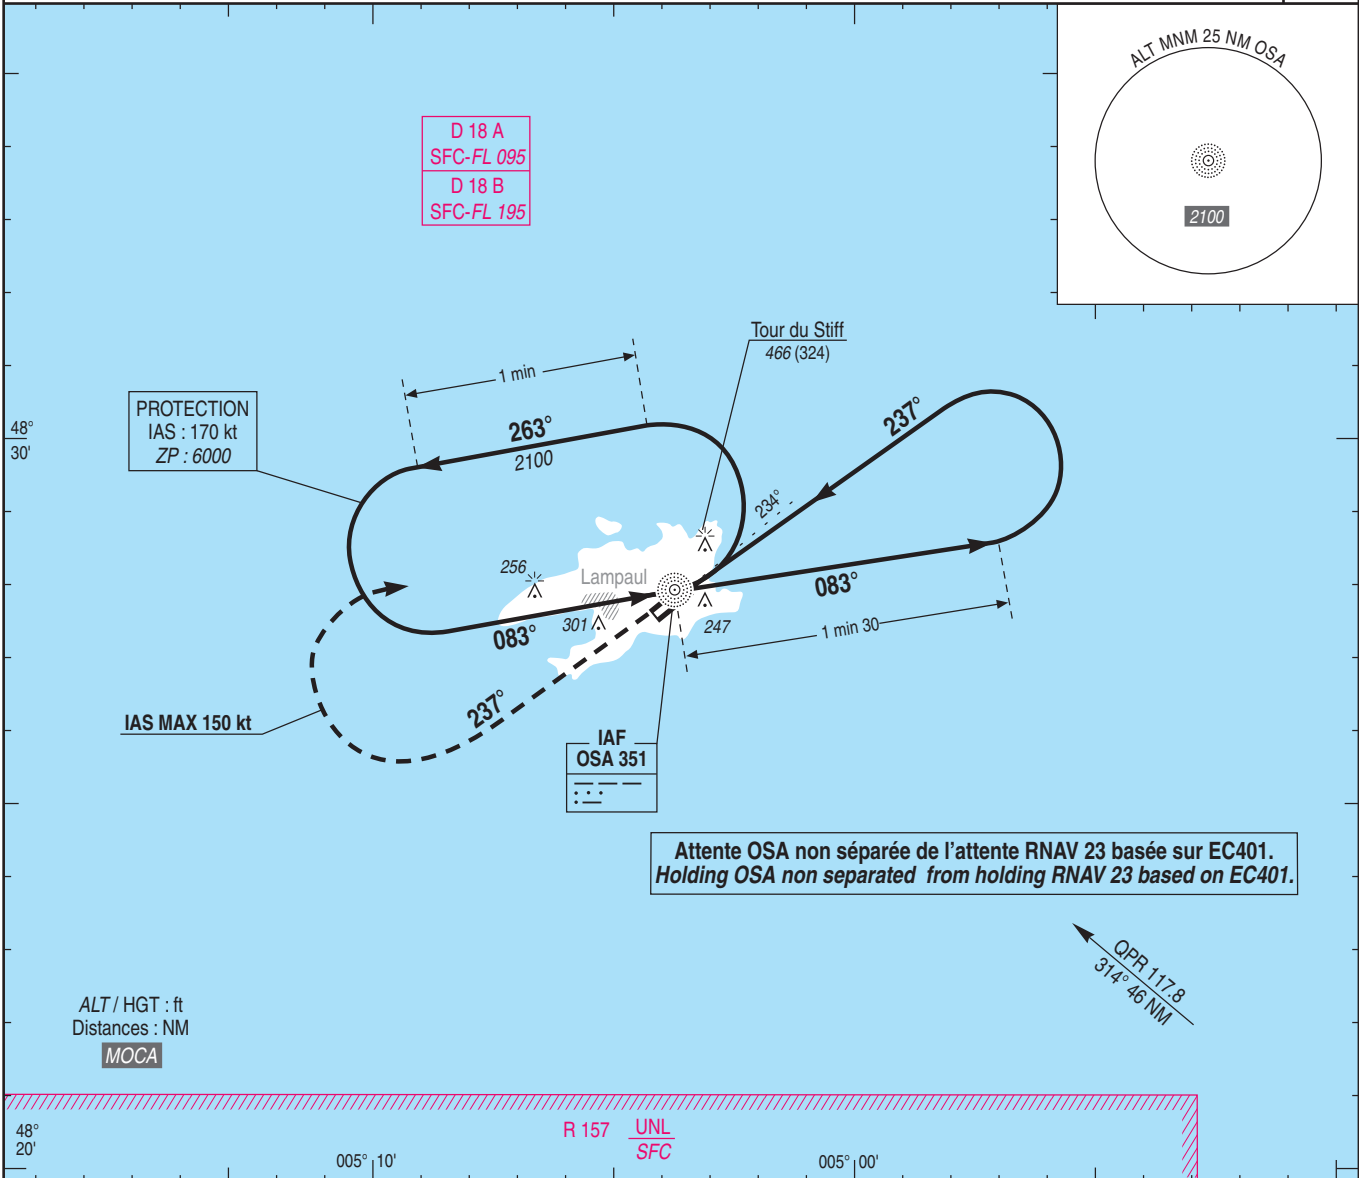 ALT MNM 25 NM OSA
2100
D 18 A
SFC-FL 095
D 18 B
SFC-FL 195
Tour du Stiff
466 (324)
1 min
PROTECTION
IAS : 170 kt
ZP : 6000
263°
2100
237°
48°
30'
234°
256
Lampaul
083°
301
083°
247
1 min 30
237°
IAS MAX 150 kt
IAF
OSA 351
Attente OSA non séparée de l'attente RNAV 23 basée sur EC401.
Holding OSA non separated from holding RNAV 23 based on EC401.
QPR 117.8
314° 46 NM
ALT / HGT : ft
Distances : NM
MOCA
R 157 UNL
SFC
48°
20'
005° 10'
005° 00'